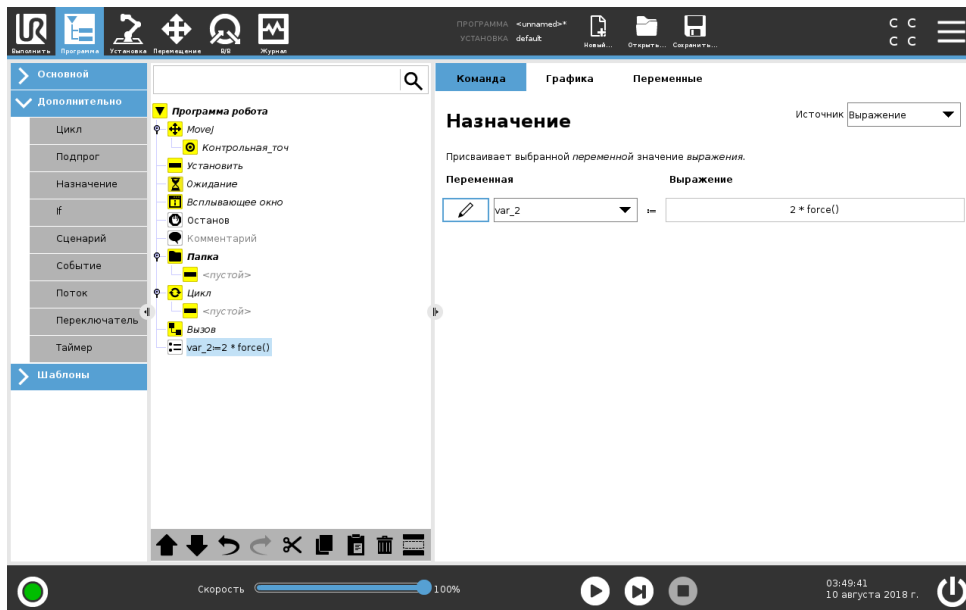 ПРОГРАММА <unnamed>*
УСТАНОВКА default
Выполнить Программа Установка Перемещение В/В Журнал
Новый... Открыть... Сохранить...
C C
C C
Основной
Дополнительно
Цикл
Подпрог
Назначение
If
Сценарий
Событие
Поток
Переключатель
Таймер
Шаблоны
Программа робота
MoveJ
Контрольная_точ
Установить
Ожидание
Всплывающее окно
Останов
Комментарий
Папка
<пустой>
Цикл
<пустой>
Вызов
var_2≔2 * force()
Команда Графика Переменные
Назначение
Источник Выражение
Присваивает выбранной переменной значение выражения.
Переменная Выражение
var_2 ≔ 2 * force()
Скорость 100%
03:49:41
10 августа 2018 г.